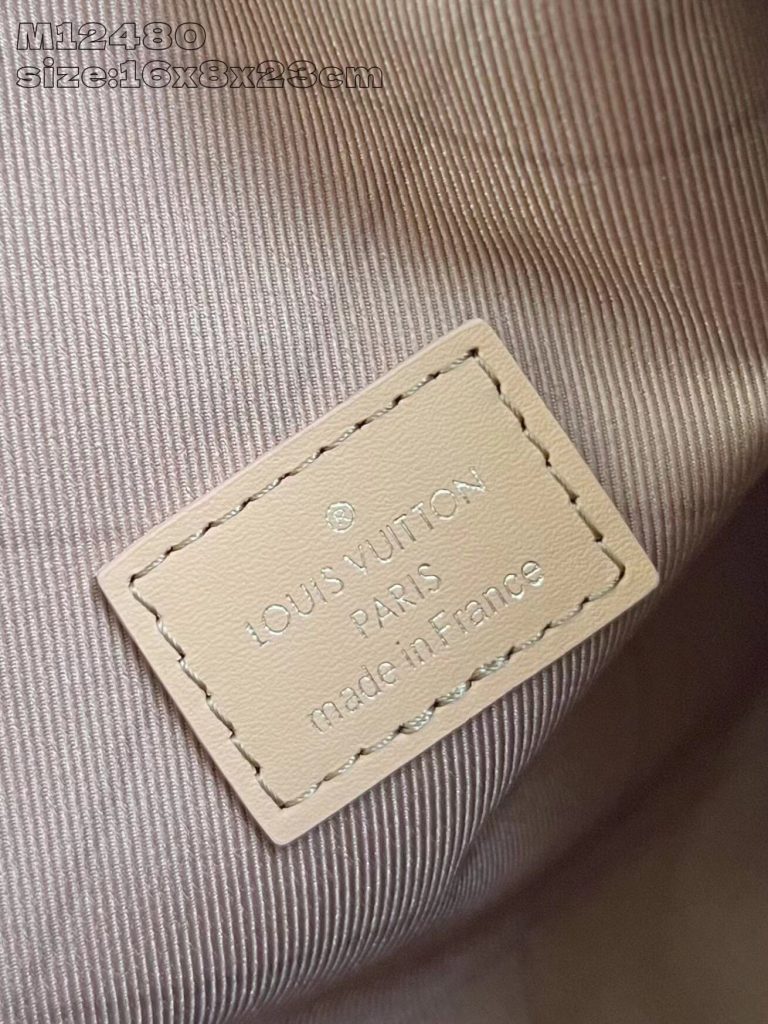 M12480
size:16x8x23cm
®
LOUIS VUITTON
PARIS
made in France